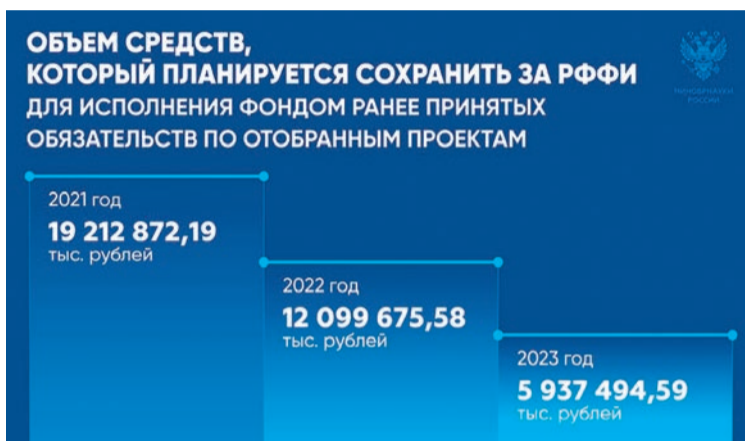 ОБЪЕМ СРЕДСТВ,
КОТОРЫЙ ПЛАНИРУЕТСЯ СОХРАНИТЬ ЗА РФФИ
ДЛЯ ИСПОЛНЕНИЯ ФОНДОМ РАНЕЕ ПРИНЯТЫХ
ОБЯЗАТЕЛЬСТВ ПО ОТОБРАННЫМ ПРОЕКТАМ
МИНОБРНАУКИ
РОССИИ
2021 год
19 212 872,19
тыс. рублей
2022 год
12 099 675,58
тыс. рублей
2023 год
5 937 494,59
тыс. рублей